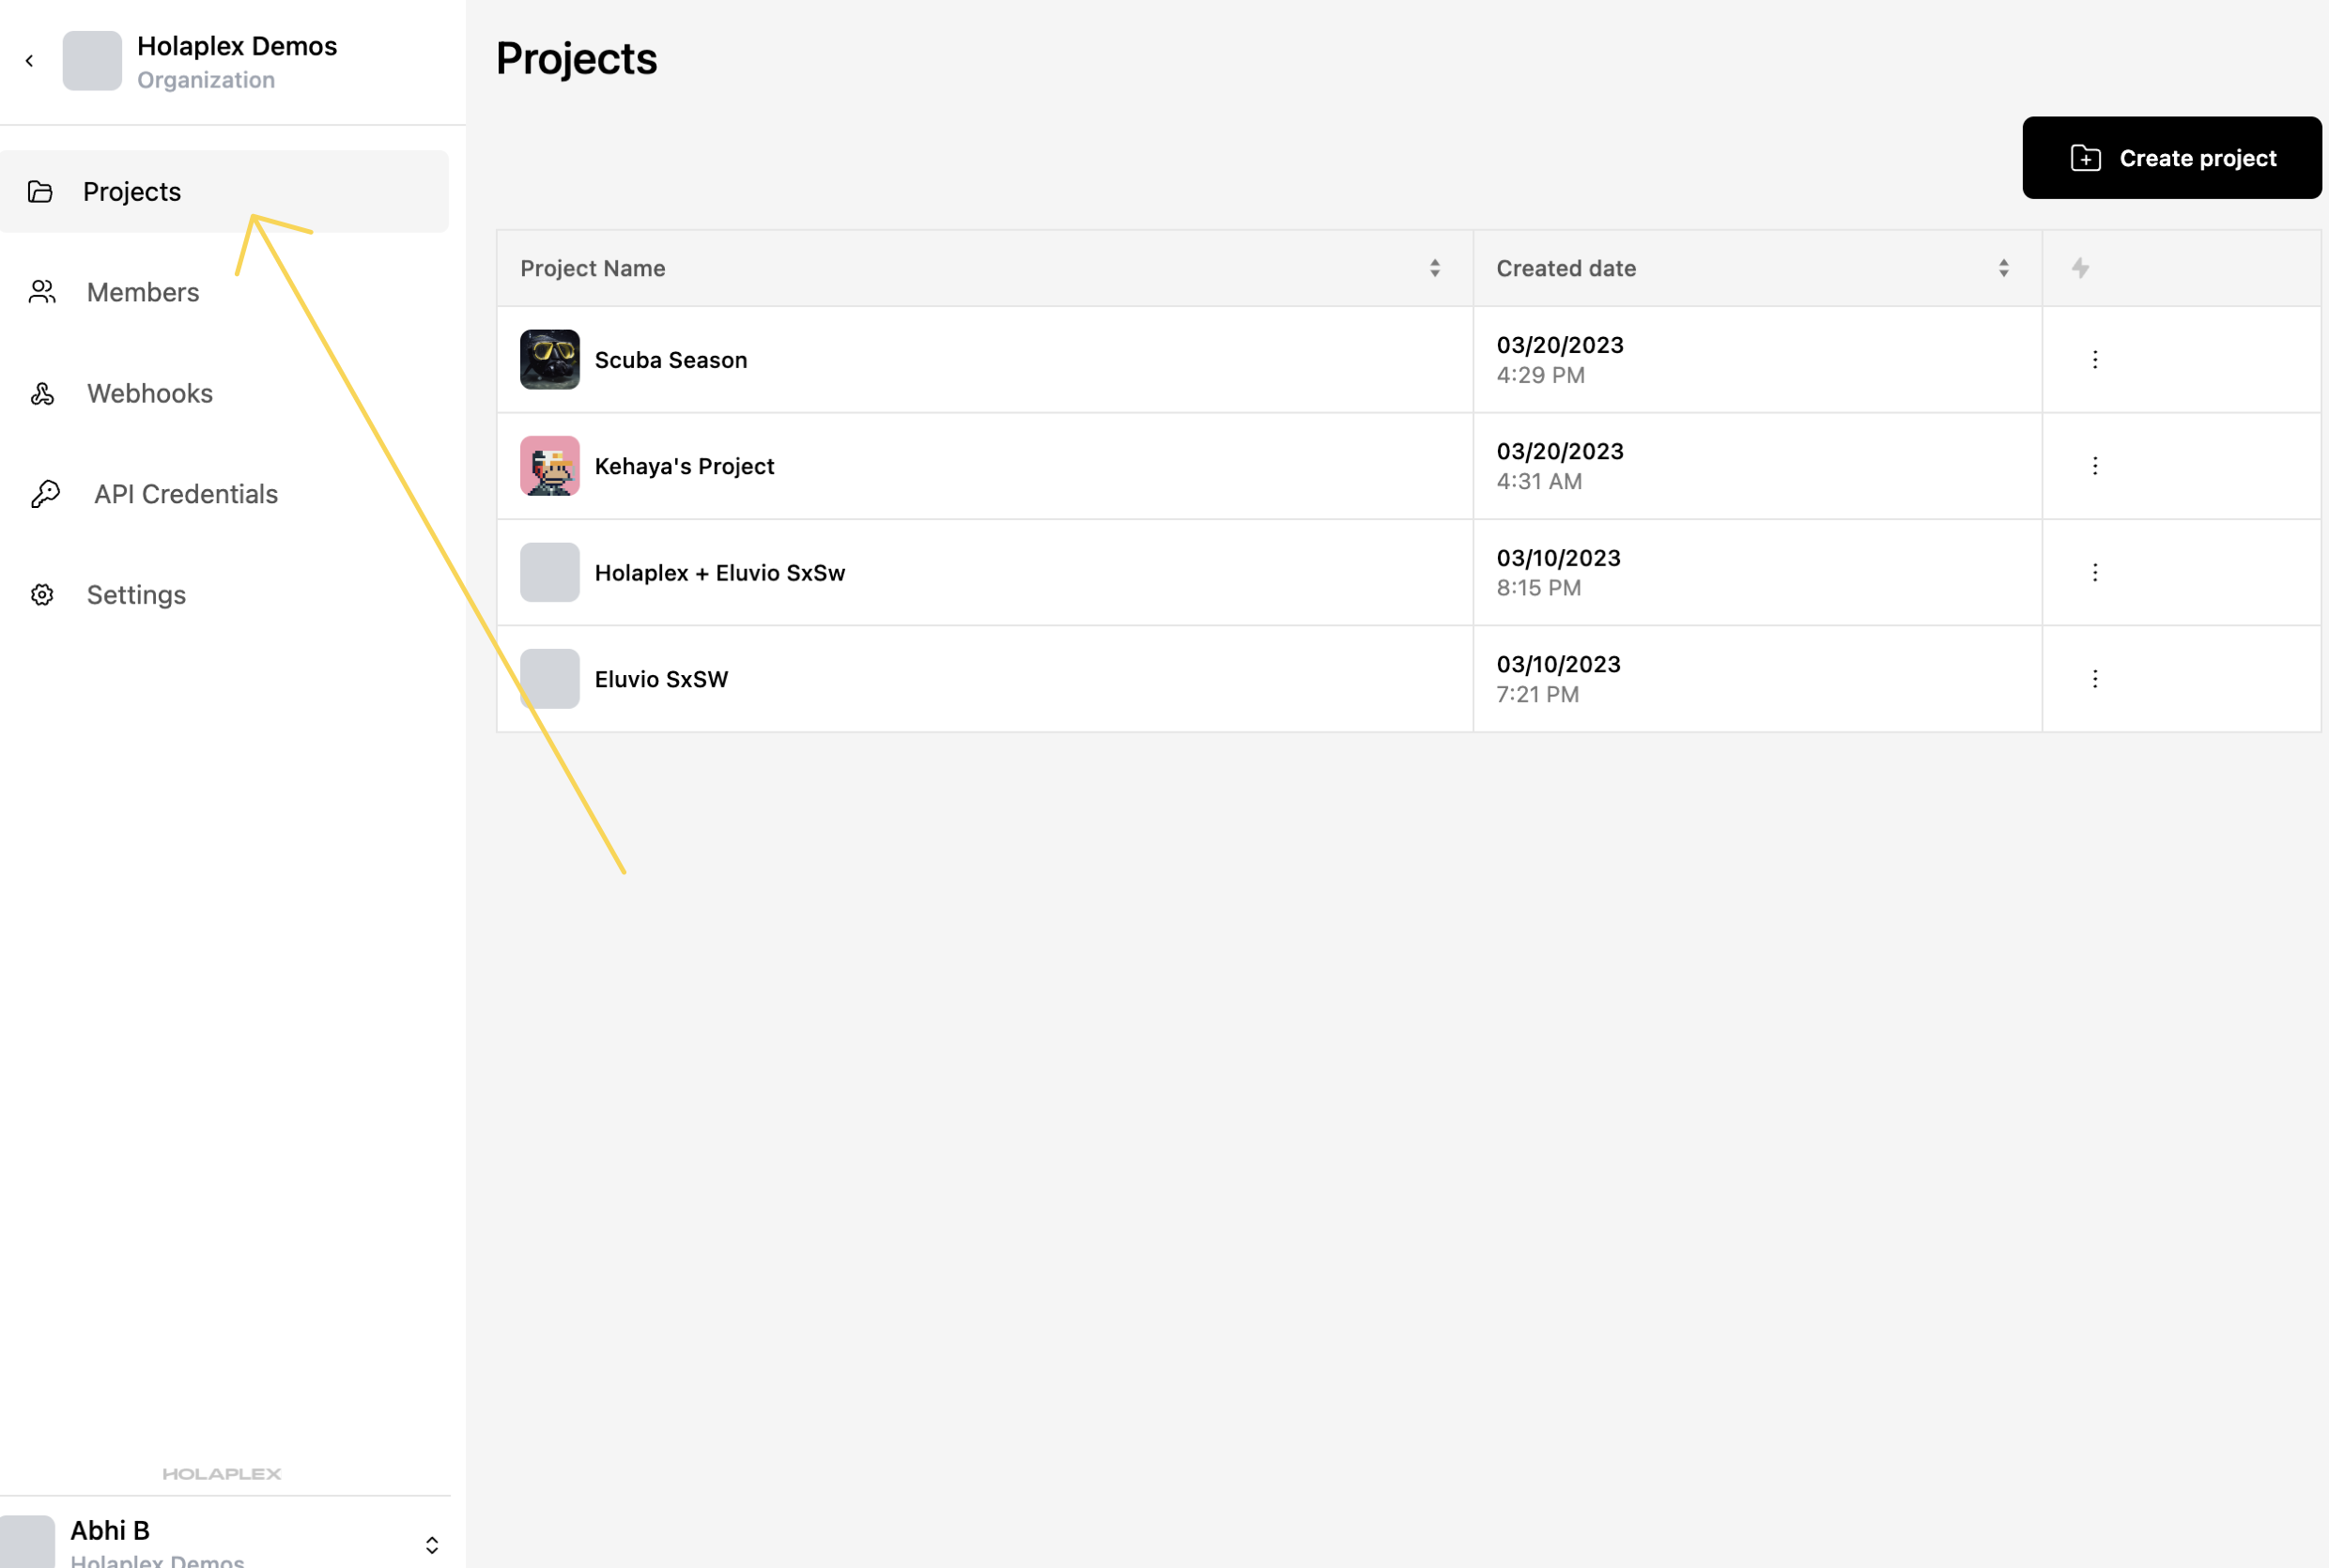 Holaplex Demos
Organization
Projects
Members
Webhooks
API Credentials
Settings
HOLAPLEX
Abhi B
Holaplex Demos
Projects
Create project
Project Name Created date
Scuba Season 03/20/2023
4:29 PM
Kehaya's Project 03/20/2023
4:31 AM
Holaplex + Eluvio SxSw 03/10/2023
8:15 PM
Eluvio SxSW 03/10/2023
7:21 PM